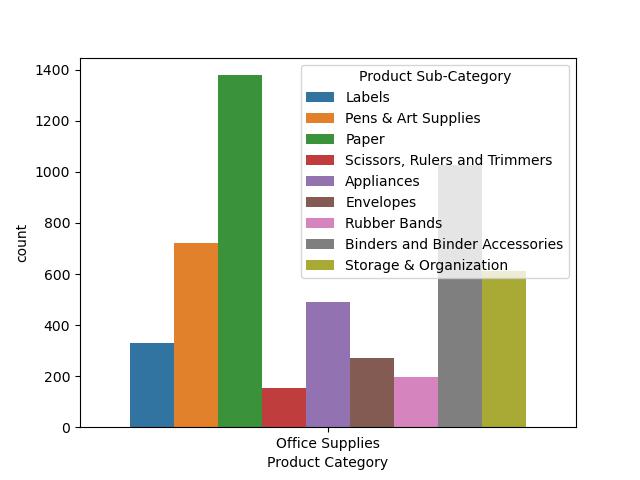 1400
1200
1000
800
600
400
200
0
count
Product Sub-Category
Labels
Pens & Art Supplies
Paper
Scissors, Rulers and Trimmers
Appliances
Envelopes
Rubber Bands
Binders and Binder Accessories
Storage & Organization
Office Supplies
Product Category